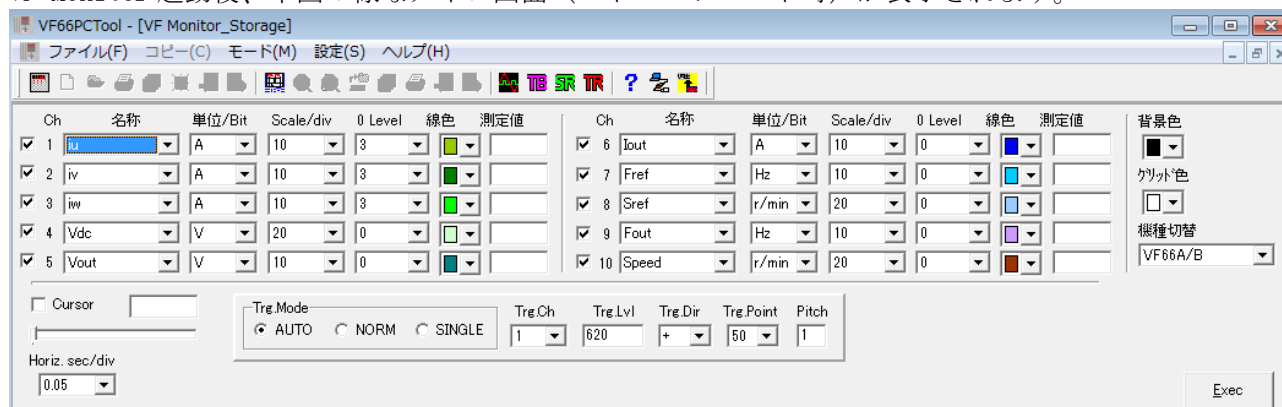 VF66PCTool - [VF Monitor_Storage]
ファイル(F) コピー(C) モード(M) 設定(S) ヘルプ(H)
TB SR TR ?
Ch 名称 単位/Bit Scale/div 0 Level 線色 測定値 Ch 名称 単位/Bit Scale/div 0 Level 線色 測定値 背景色
1 iu A 10 3 6 Iout A 10 0
2 iv A 10 3 7 Fref Hz 10 0 グリッド色
3 iw A 10 3 8 Sref r/min 20 0
4 Vdc V 20 0 9 Fout Hz 10 0 機種切替
5 Vout V 10 0 10 Speed r/min 20 0 VF66A/B
Cursor
Trg.Mode
AUTO NORM SINGLE
Trg.Ch Trg.Lvl Trg.Dir Trg.Point Pitch
1 620 + 50 1
Horiz. sec/div
0.05
Exec